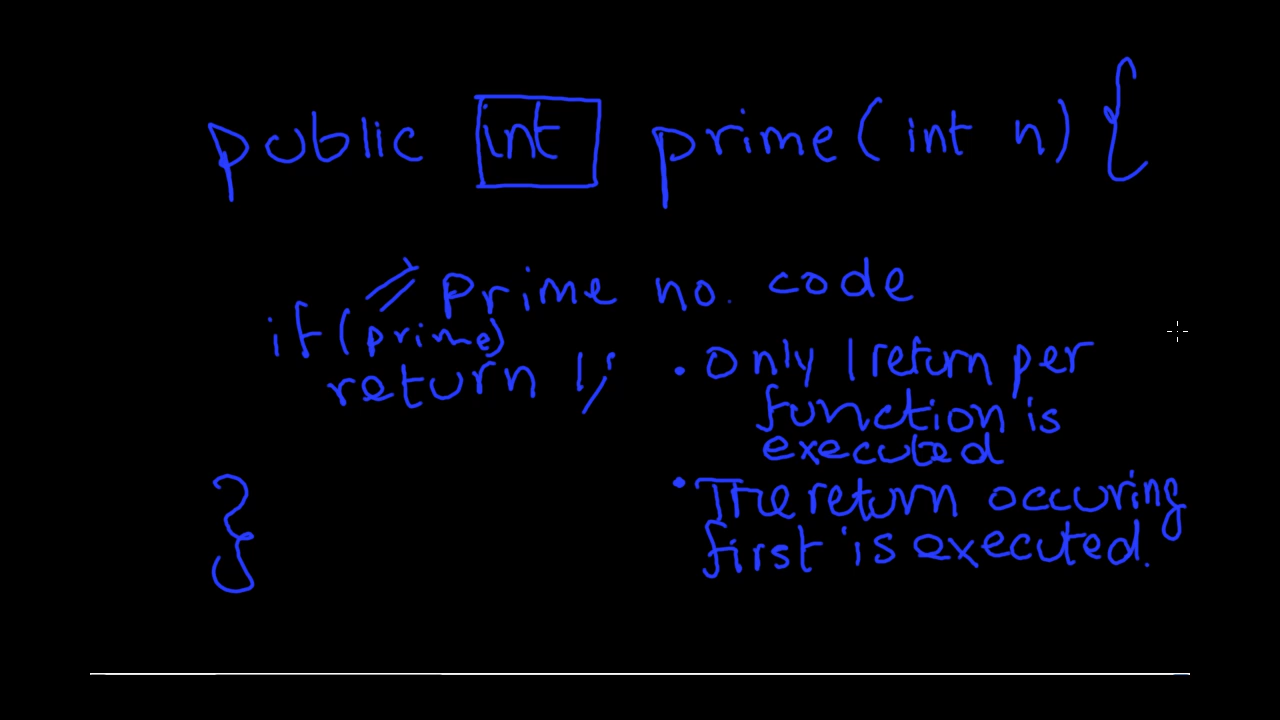 public int prime(int n) {
// Prime no. code
if(prime)
return 1;
• Only 1 return per
function is
executed
• The return occuring
first is executed.
}